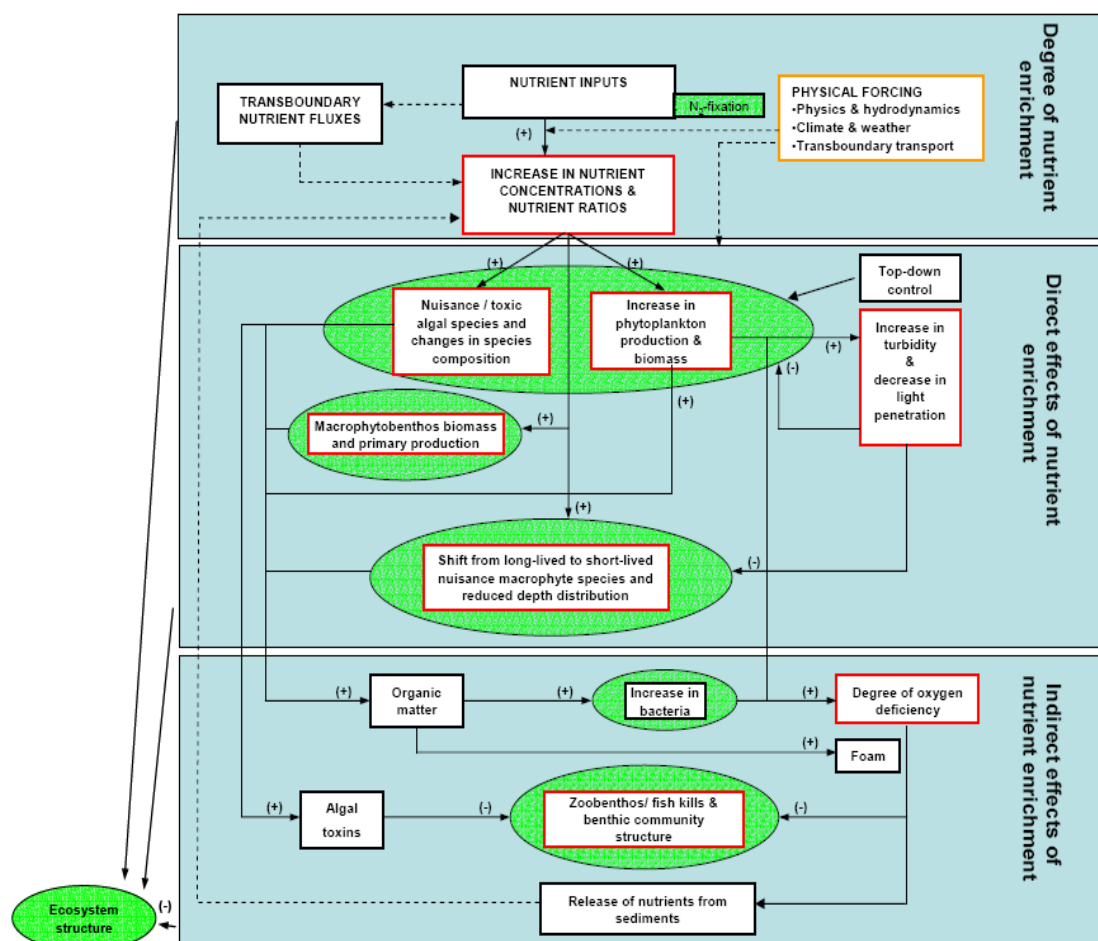 Degree of nutrient
enrichment
NUTRIENT INPUTS
N2-fixation
TRANSBOUNDARY
NUTRIENT FLUXES
PHYSICAL FORCING
•Physics & hydrodynamics
•Climate & weather
•Transboundary transport
(+)
INCREASE IN NUTRIENT
CONCENTRATIONS &
NUTRIENT RATIOS
Direct effects of nutrient
enrichment
(+)
(+)
(+)
Top-down
control
Nuisance / toxic
algal species and
changes in species
composition
Increase in
phytoplankton
production &
biomass
(+)
Increase in
turbidity
&
decrease in
light
penetration
(-)
(+)
(+)
Macrophytobenthos biomass
and primary production
(+)
Shift from long-lived to short-lived
nuisance macrophyte species and
reduced depth distribution
(-)
Indirect effects of
nutrient enrichment
(+)
Organic
matter
(+)
Increase in
bacteria
(+)
Degree of oxygen
deficiency
(+)
Foam
(+)
Algal
toxins
(-)
Zoobenthos/ fish kills &
benthic community
structure
(-)
Release of nutrients from
sediments
Ecosystem
structure
(-)